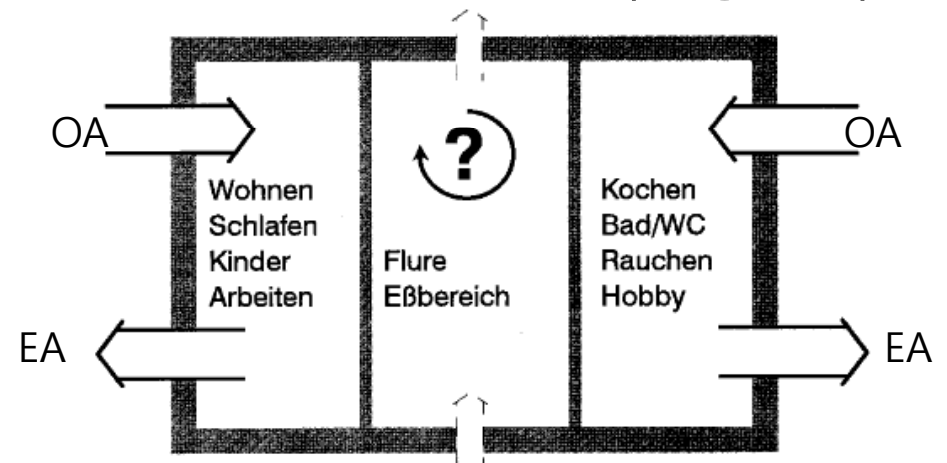 OA
OA
?
Wohnen
Schlafen
Kinder
Arbeiten
Flure
Eßbereich
Kochen
Bad/WC
Rauchen
Hobby
EA
EA